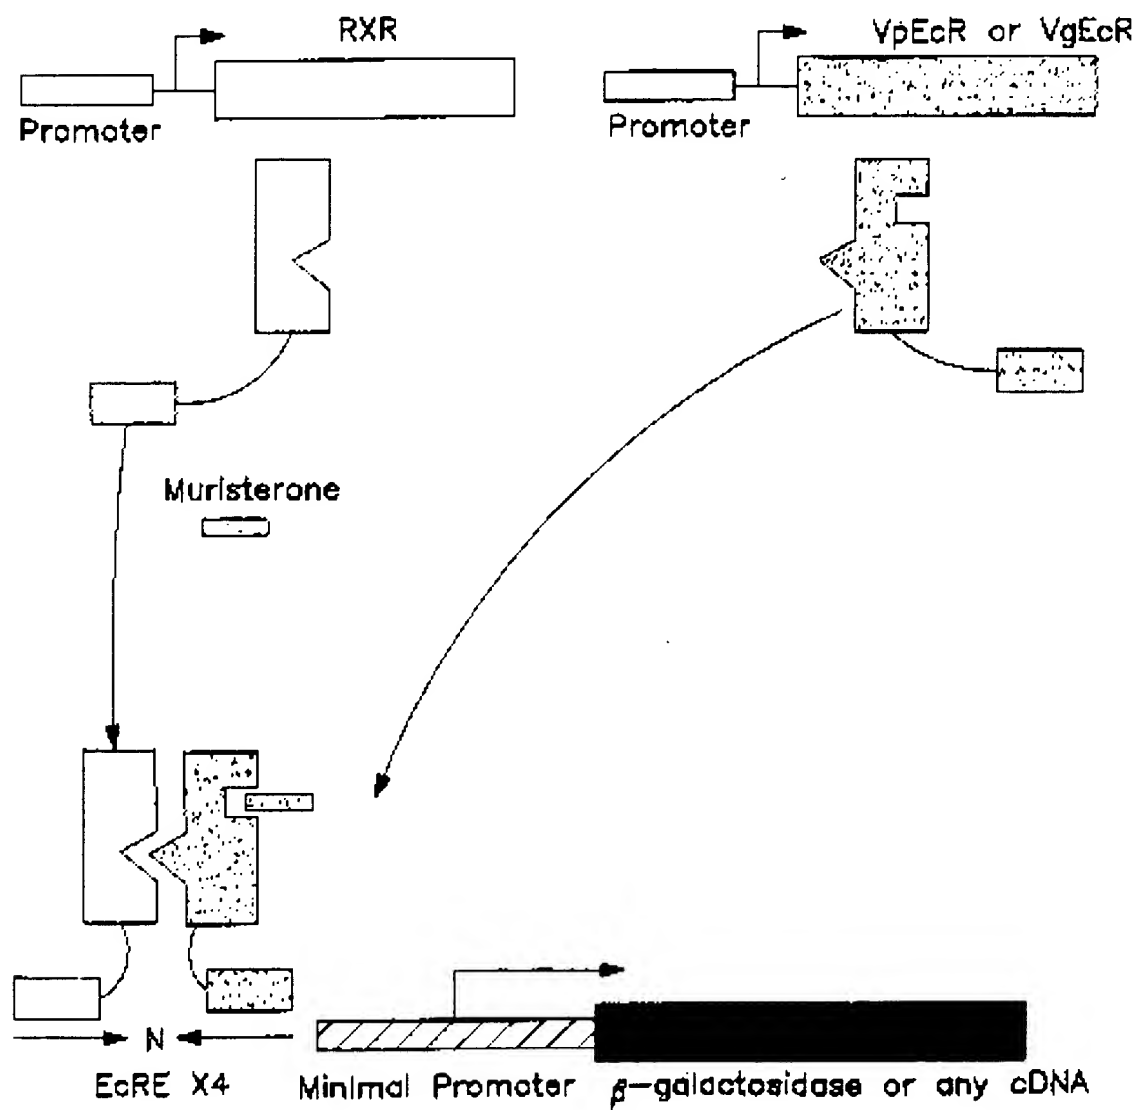 RXR
VpEcR or VgEcR
Promoter
Promoter
Muristerone
N
EcRE X4
Minimal Promoter
β-galactosidase or any cDNA